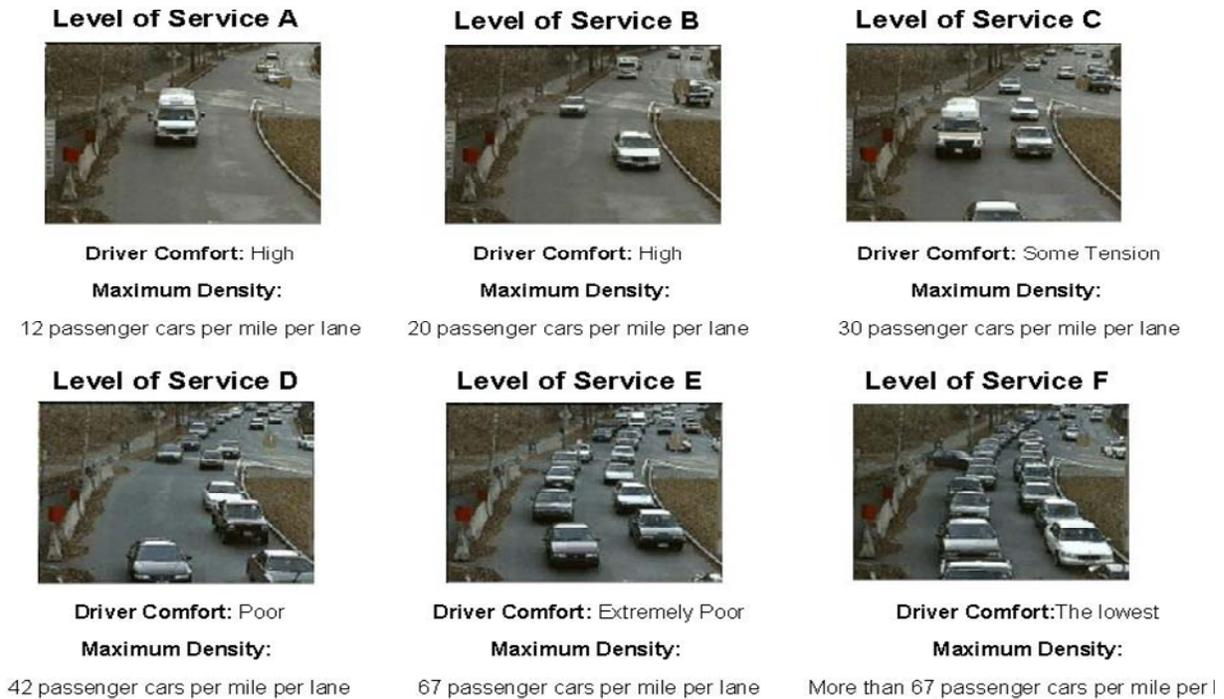 Level of Service A
Level of Service B
Level of Service C
Driver Comfort: High
Driver Comfort: High
Driver Comfort: Some Tension
Maximum Density:
Maximum Density:
Maximum Density:
12 passenger cars per mile per lane
20 passenger cars per mile per lane
30 passenger cars per mile per lane
Level of Service D
Level of Service E
Level of Service F
Driver Comfort: Poor
Driver Comfort: Extremely Poor
Driver Comfort:The lowest
Maximum Density:
Maximum Density:
Maximum Density:
42 passenger cars per mile per lane
67 passenger cars per mile per lane
More than 67 passenger cars per mile per l